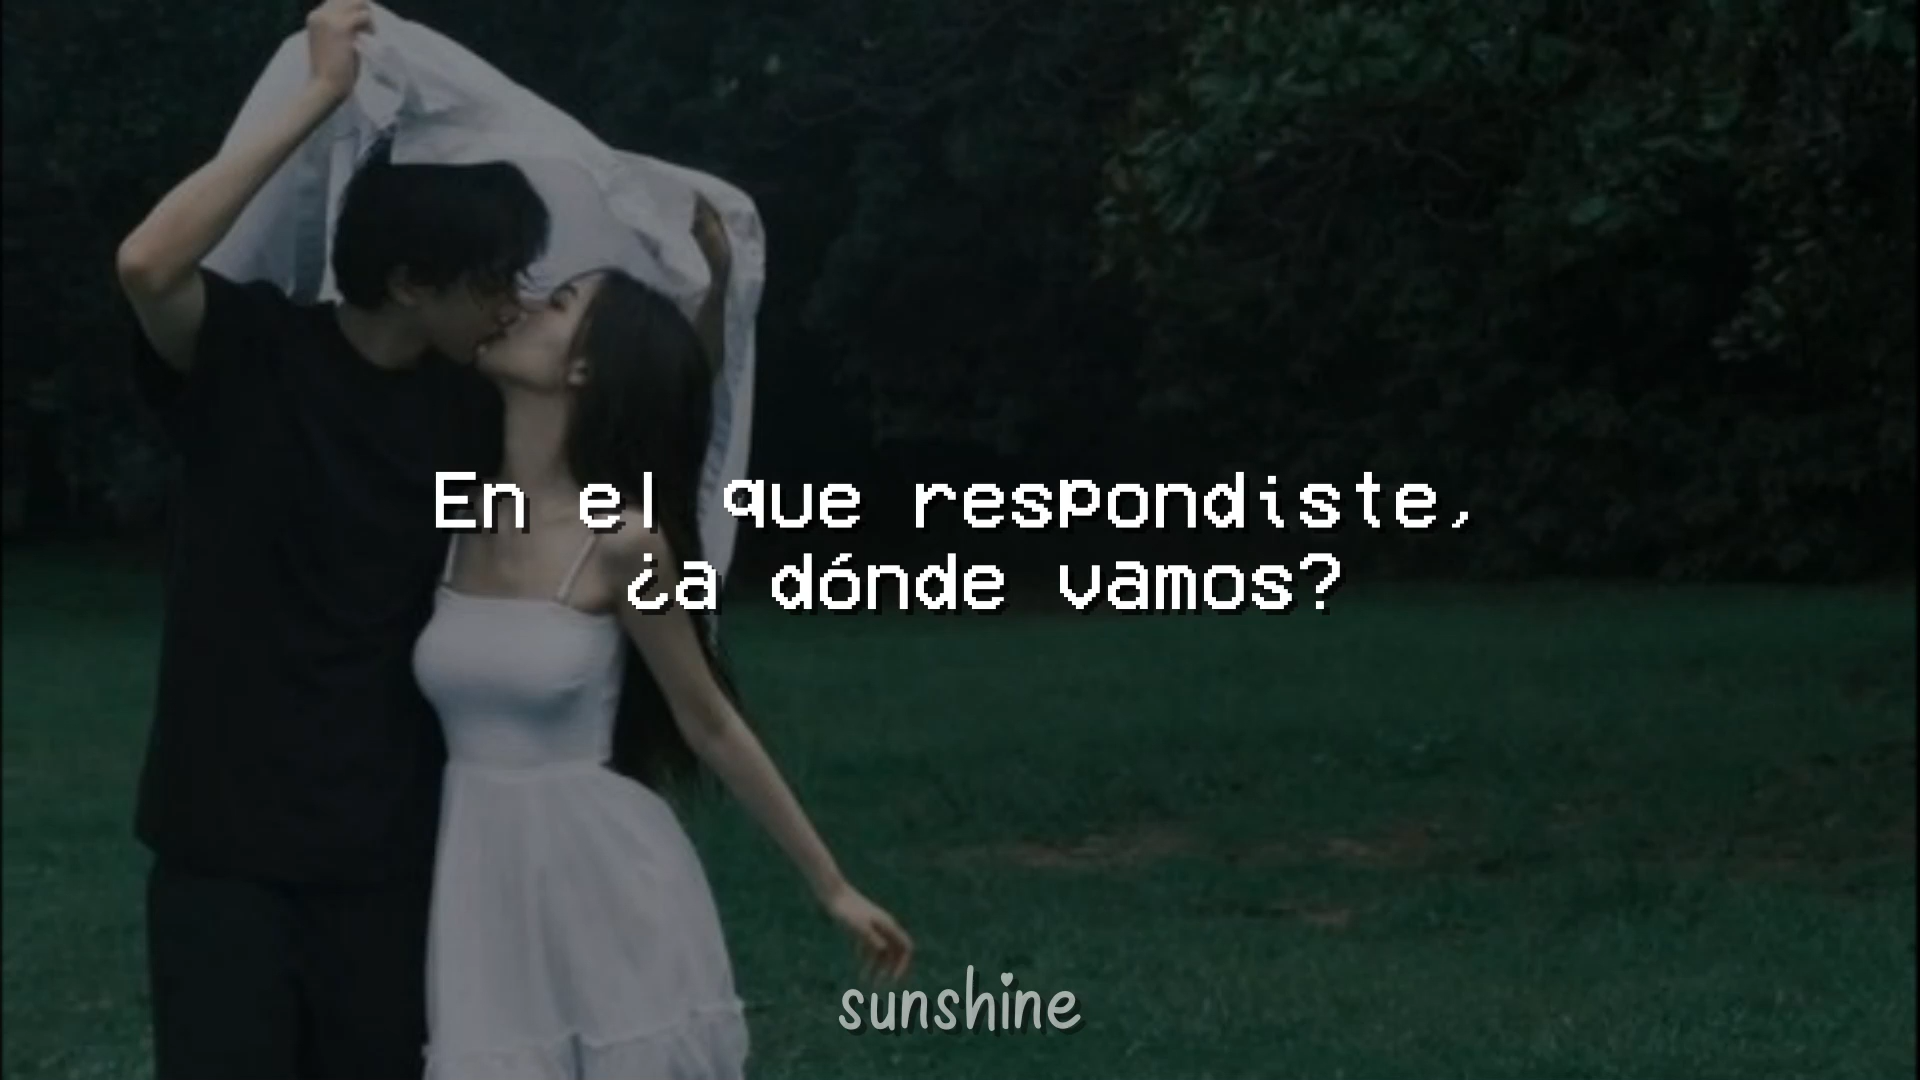 En el que respondiste,
¿a dónde vamos?
sunshine